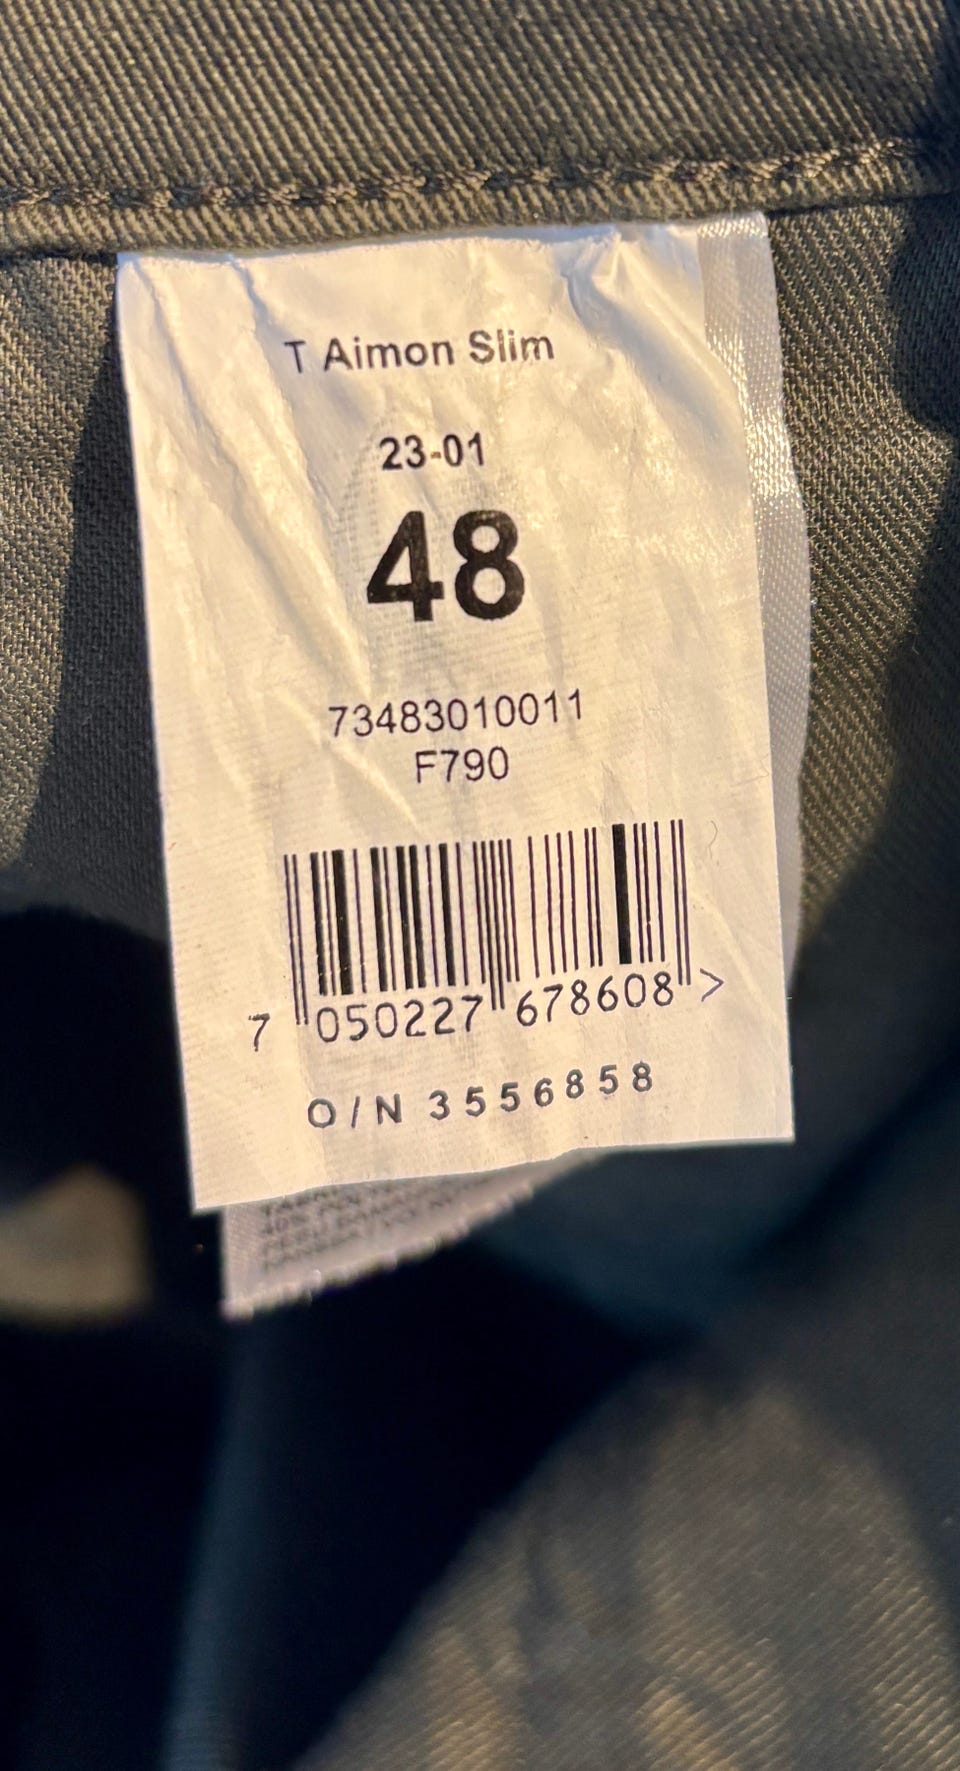 T Aimon Slim
23-01
48
73483010011
F790
7 050227 678608 >
O/N 3556858